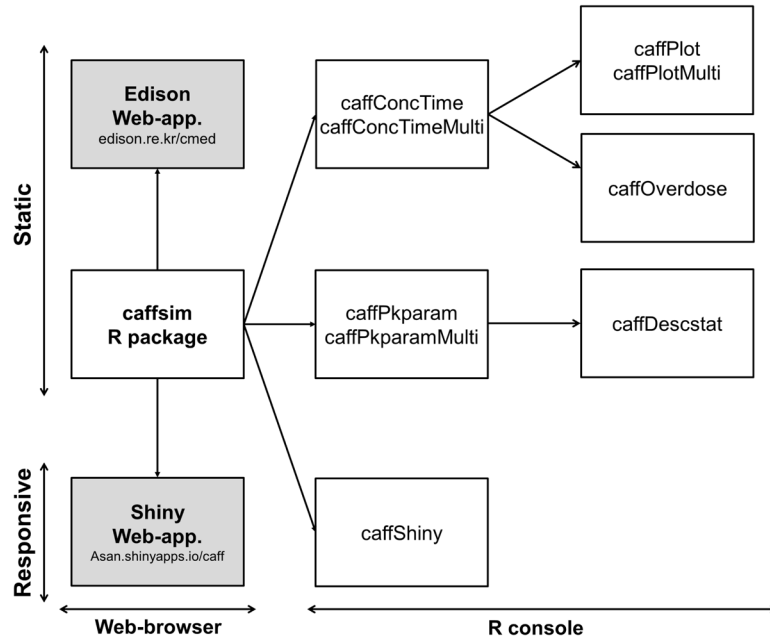 Static
Responsive
Edison
Web-app.
edison.re.kr/cmed
caffsim
R package
Shiny
Web-app.
Asan.shinyapps.io/caff
caffConcTime
caffConcTimeMulti
caffPkparam
caffPkparamMulti
caffShiny
caffPlot
caffPlotMulti
caffOverdose
caffDescstat
Web-browser
R console